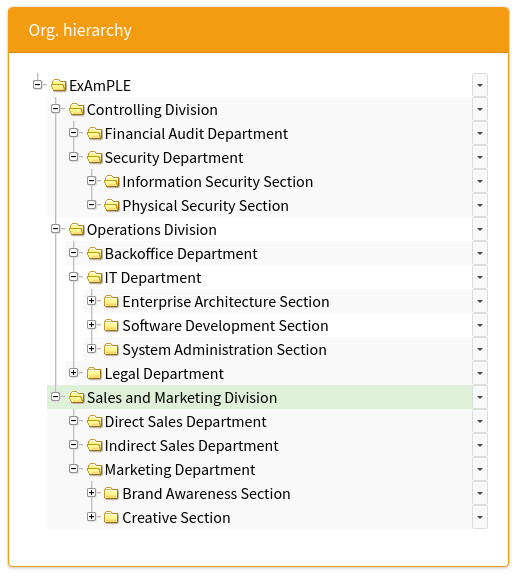 Org. hierarchy
ExAmPLE
Controlling Division
Financial Audit Department
Security Department
Information Security Section
Physical Security Section
Operations Division
Backoffice Department
IT Department
Enterprise Architecture Section
Software Development Section
System Administration Section
Legal Department
Sales and Marketing Division
Direct Sales Department
Indirect Sales Department
Marketing Department
Brand Awareness Section
Creative Section